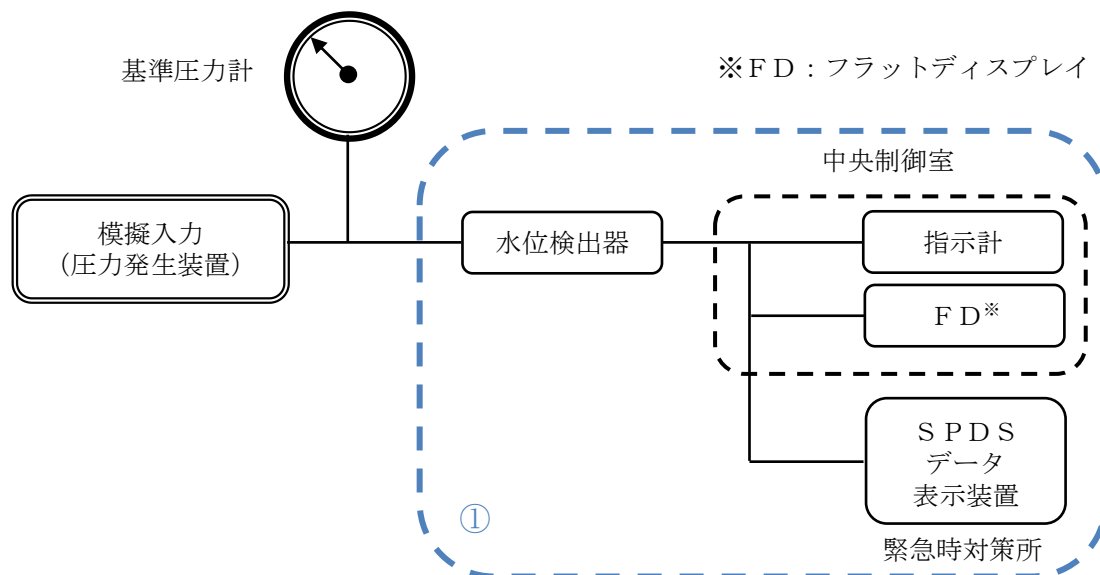 基準圧力計
※ＦＤ：フラットディスプレイ
中央制御室
模擬入力
（圧力発生装置）
水位検出器
指示計
ＦＤ※
ＳＰＤＳ
データ
表示装置
①
緊急時対策所